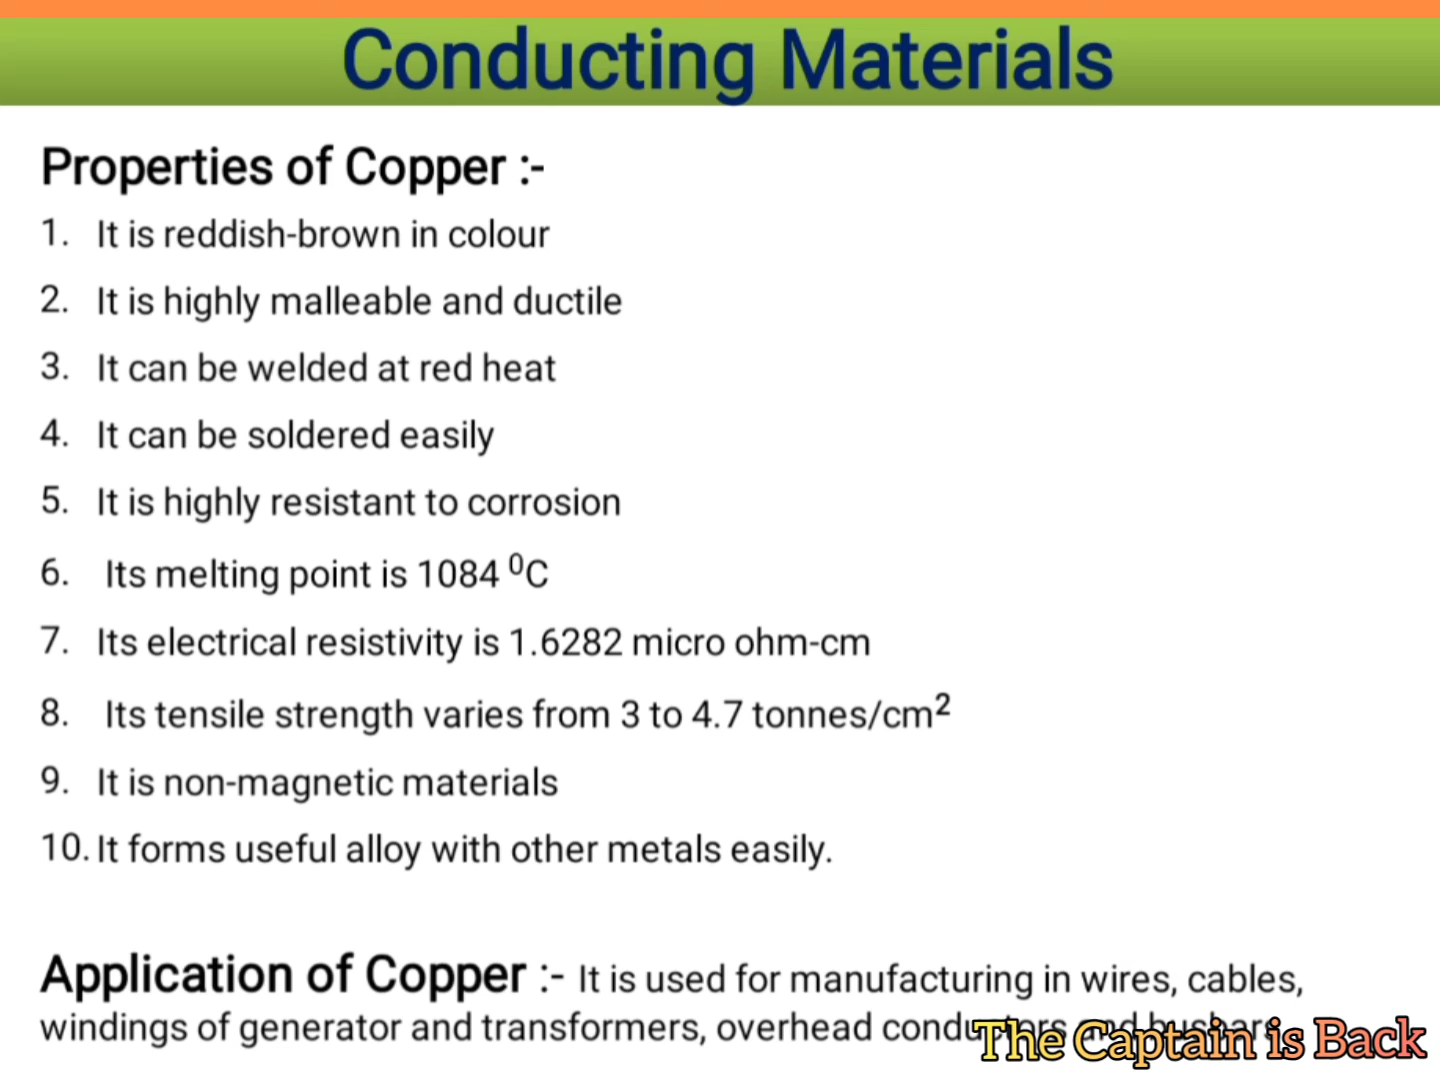 Conducting Materials
Properties of Copper :-
1. It is reddish-brown in colour
2. It is highly malleable and ductile
3. It can be welded at red heat
4. It can be soldered easily
5. It is highly resistant to corrosion
6. Its melting point is 1084 ⁰C
7. Its electrical resistivity is 1.6282 micro ohm-cm
8. Its tensile strength varies from 3 to 4.7 tonnes/cm²
9. It is non-magnetic materials
10. It forms useful alloy with other metals easily.
Application of Copper :- It is used for manufacturing in wires, cables,
windings of generator and transformers, overhead conductors and busbars
The Captain is Back